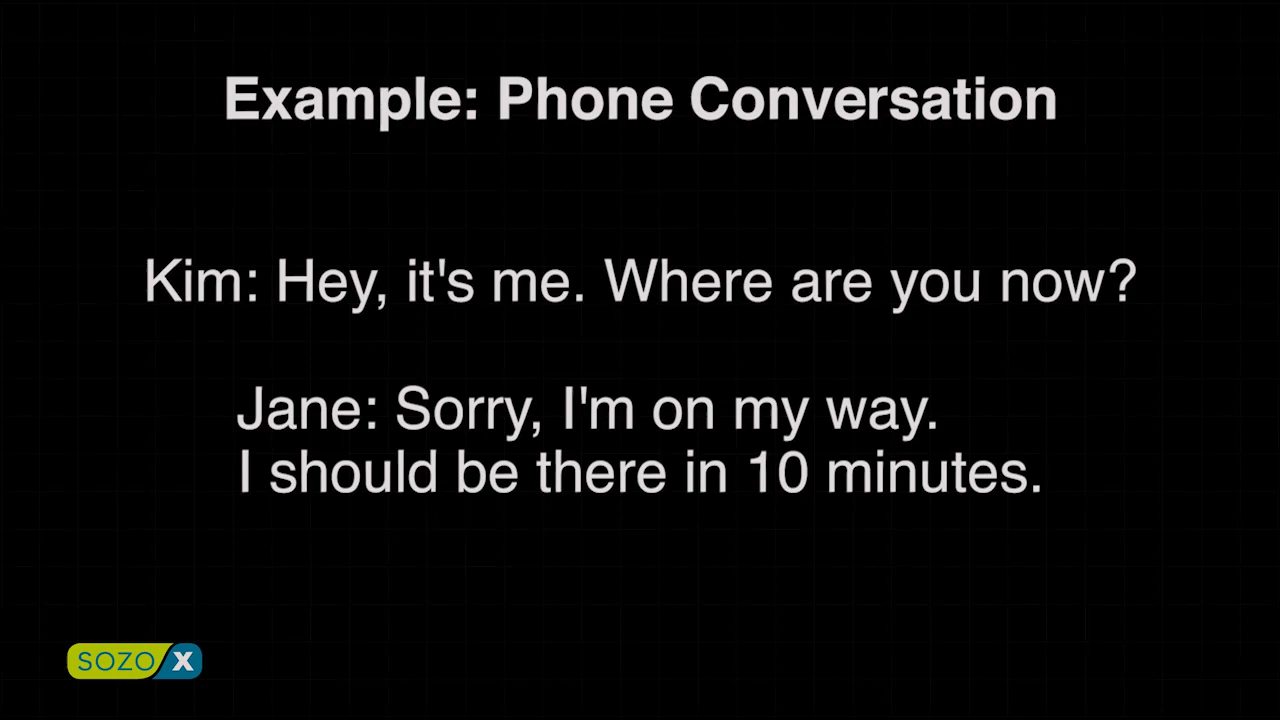 Example: Phone Conversation
Kim: Hey, it's me. Where are you now?
Jane: Sorry, I'm on my way.
I should be there in 10 minutes.
SOZO X